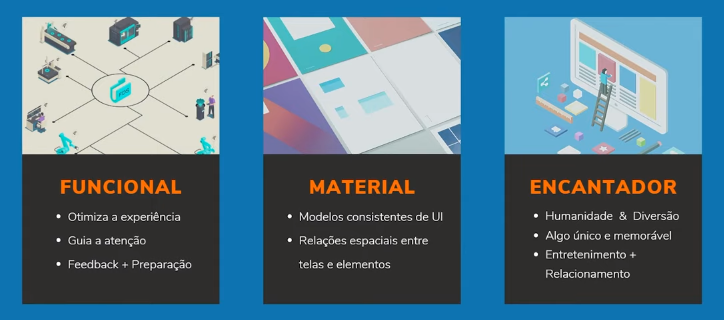 FUNCIONAL
• Otimiza a experiência
• Guia a atenção
• Feedback + Preparação
MATERIAL
• Modelos consistentes de UI
• Relações espaciais entre
telas e elementos
ENCANTADOR
• Humanidade & Diversão
• Algo único e memorável
• Entretenimento +
Relacionamento